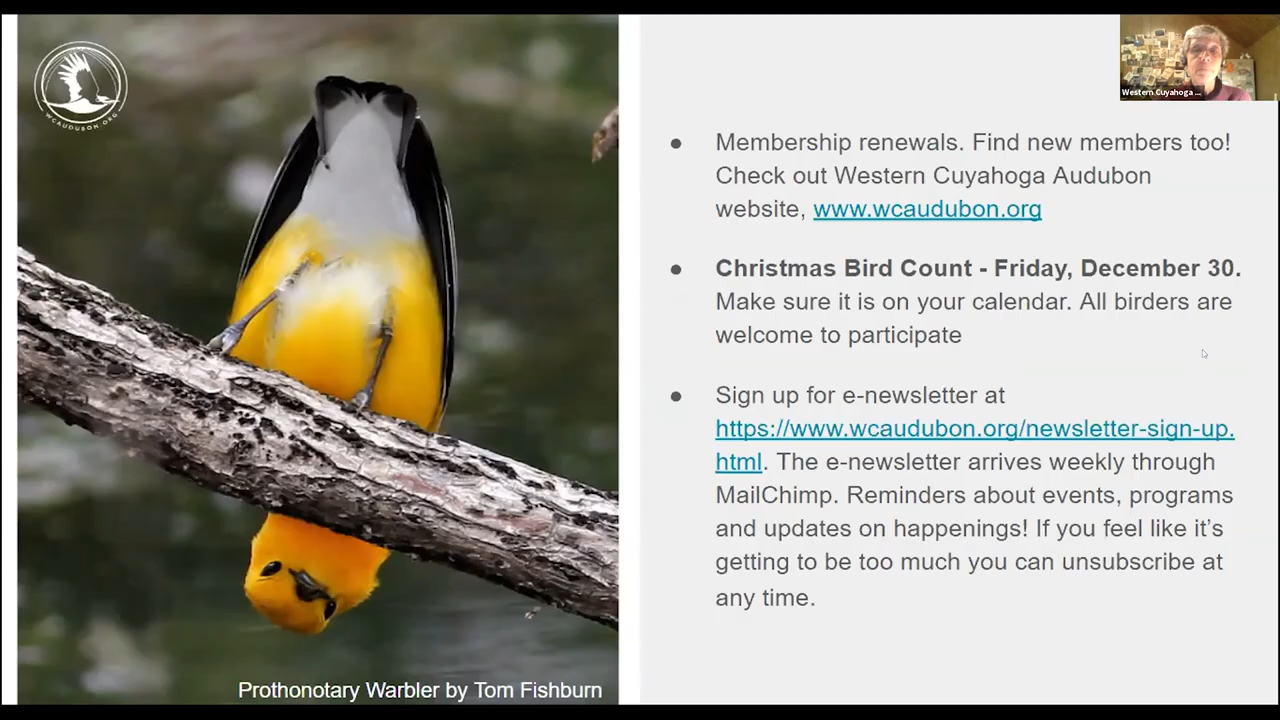 WCAUDUBON.ORG
Western Cuyahoga ...
Membership renewals. Find new members too!
Check out Western Cuyahoga Audubon
website, www.wcaudubon.org
Christmas Bird Count - Friday, December 30.
Make sure it is on your calendar. All birders are
welcome to participate
Sign up for e-newsletter at
https://www.wcaudubon.org/newsletter-sign-up.
html. The e-newsletter arrives weekly through
MailChimp. Reminders about events, programs
and updates on happenings! If you feel like it’s
getting to be too much you can unsubscribe at
any time.
Prothonotary Warbler by Tom Fishburn